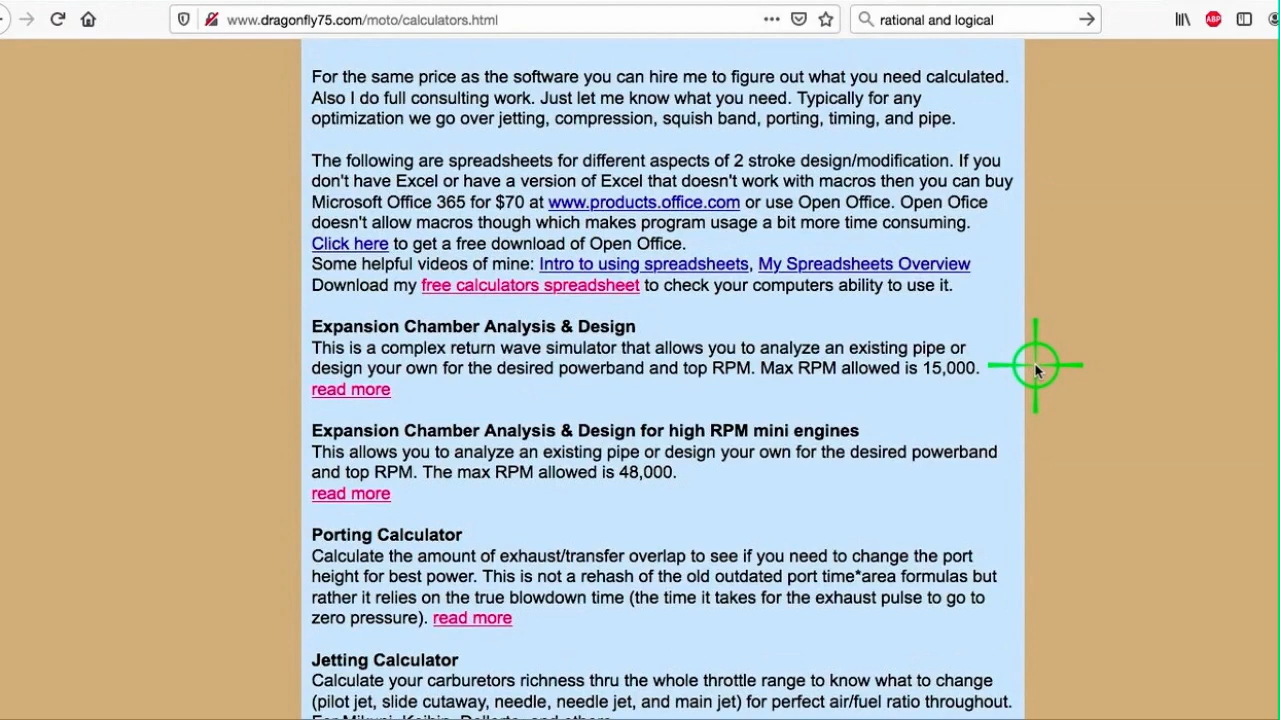 www.dragonfly75.com/moto/calculators.html
rational and logical
ABP
For the same price as the software you can hire me to figure out what you need calculated.
Also I do full consulting work. Just let me know what you need. Typically for any
optimization we go over jetting, compression, squish band, porting, timing, and pipe.
The following are spreadsheets for different aspects of 2 stroke design/modification. If you
don't have Excel or have a version of Excel that doesn't work with macros then you can buy
Microsoft Office 365 for $70 at www.products.office.com or use Open Office. Open Ofice
doesn't allow macros though which makes program usage a bit more time consuming.
Click here to get a free download of Open Office.
Some helpful videos of mine: Intro to using spreadsheets, My Spreadsheets Overview
Download my free calculators spreadsheet to check your computers ability to use it.
Expansion Chamber Analysis & Design
This is a complex return wave simulator that allows you to analyze an existing pipe or
design your own for the desired powerband and top RPM. Max RPM allowed is 15,000.
read more
Expansion Chamber Analysis & Design for high RPM mini engines
This allows you to analyze an existing pipe or design your own for the desired powerband
and top RPM. The max RPM allowed is 48,000.
read more
Porting Calculator
Calculate the amount of exhaust/transfer overlap to see if you need to change the port
height for best power. This is not a rehash of the old outdated port time*area formulas but
rather it relies on the true blowdown time (the time it takes for the exhaust pulse to go to
zero pressure). read more
Jetting Calculator
Calculate your carburetors richness thru the whole throttle range to know what to change
(pilot jet, slide cutaway, needle, needle jet, and main jet) for perfect air/fuel ratio throughout.
For Mikuni, Keihin, Dellorto, and others